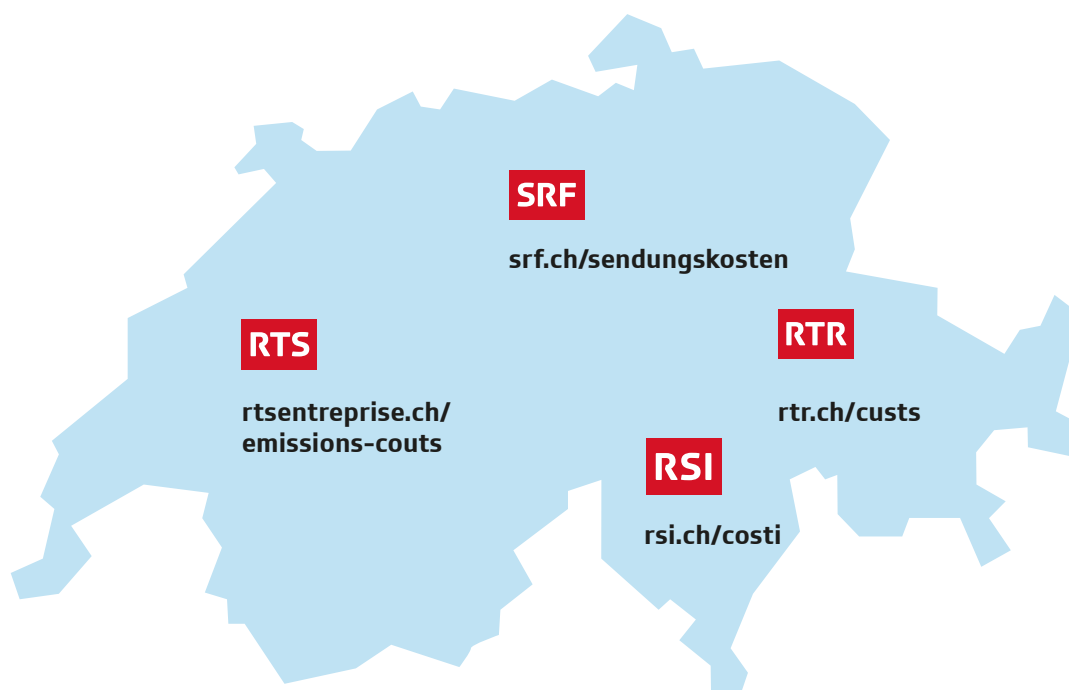 SRF
srf.ch/sendungskosten
RTS
rtsentreprise.ch/
emissions-couts
RTR
rtr.ch/custs
RSI
rsi.ch/costi